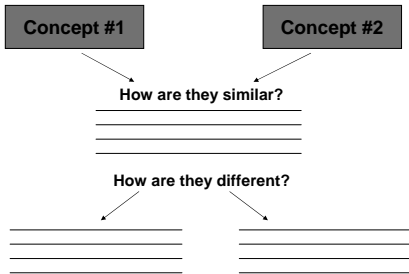 Concept #1
Concept #2
How are they similar?
How are they different?